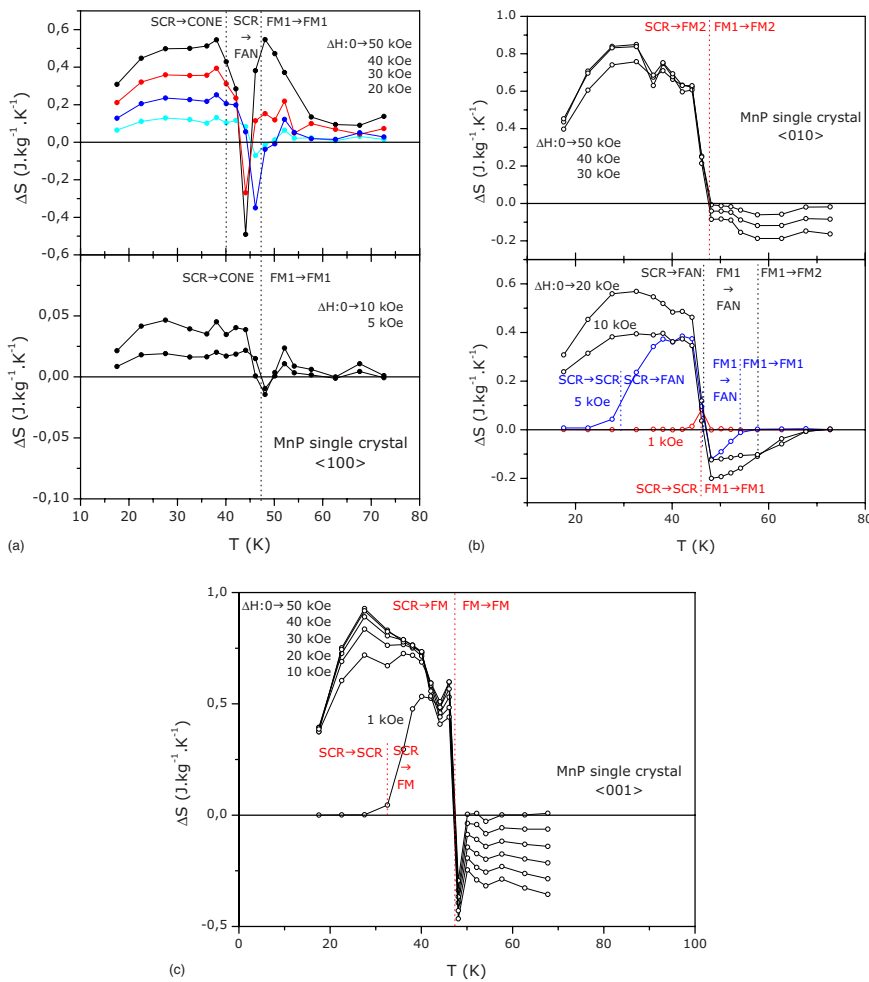 SCR→CONE
SCR
→
FAN
FM1→FM1
ΔH:0→50 kOe
40 kOe
30 kOe
20 kOe
0,6
0,4
0,2
0,0
-0,2
-0,4
-0,6
ΔS (J.kg⁻¹.K⁻¹)
SCR→CONE
FM1→FM1
ΔH:0→10 kOe
5 kOe
0,05
0,00
-0,05
-0,10
ΔS (J.kg⁻¹.K⁻¹)
MnP single crystal
<100>
10 20 30 40 50 60 70 80
T (K)
(a)
SCR→FM2
FM1→FM2
1.0
0.8
0.6
0.4
0.2
0.0
-0.2
ΔS (J.kg⁻¹.K⁻¹)
MnP single crystal
<010>
ΔH:0→50 kOe
40 kOe
30 kOe
SCR→FAN
FM1
→
FAN
FM1→FM2
ΔH:0→20 kOe
10 kOe
0.6
0.4
0.2
0.0
-0.2
ΔS (J.kg⁻¹.K⁻¹)
SCR→SCR
SCR→FAN
FM1
→
FAN
FM1→FM1
5 kOe
1 kOe
SCR→SCR
FM1→FM1
20 40 60 80
T (K)
(b)
ΔH:0→50 kOe
40 kOe
30 kOe
20 kOe
10 kOe
SCR→FM
FM→FM
1,0
0,5
0,0
-0,5
ΔS (J.kg⁻¹.K⁻¹)
1 kOe
SCR→SCR
SCR
→
FM
MnP single crystal
<001>
0 20 40 60 80 100
T (K)
(c)